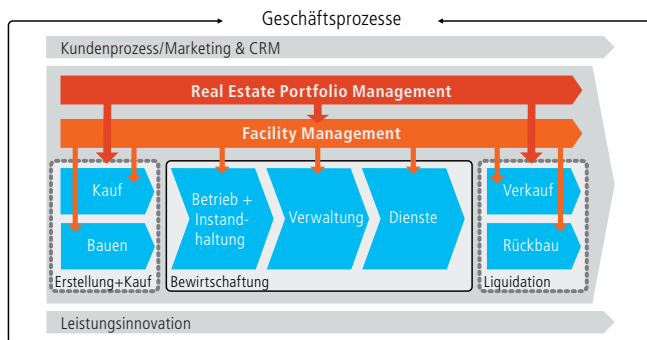 Geschäftsprozesse
Kundenprozess/Marketing & CRM
Real Estate Portfolio Management
Facility Management
Kauf
Bauen
Erstellung+Kauf
Betrieb +
Instand-
haltung
Verwaltung
Dienste
Bewirtschaftung
Verkauf
Rückbau
Liquidation
Leistungsinnovation